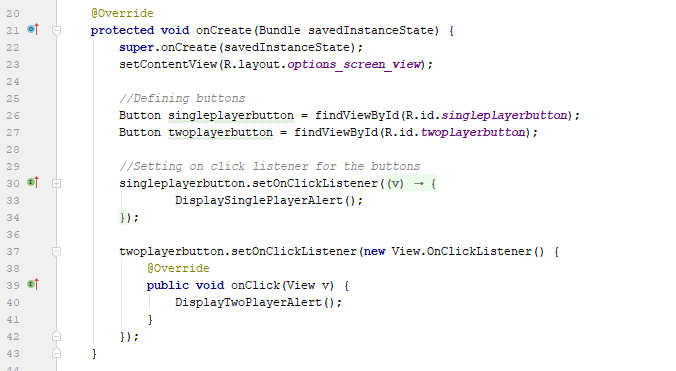 20 @Override
21 protected void onCreate(Bundle savedInstanceState) {
22 super.onCreate(savedInstanceState);
23 setContentView(R.layout.options_screen_view);
24
25 //Defining buttons
26 Button singleplayerbutton = findViewById(R.id.singleplayerbutton);
27 Button twoplayerbutton = findViewById(R.id.twoplayerbutton);
28
29 //Setting on click listener for the buttons
30 singleplayerbutton.setOnClickListener((v) → {
33 DisplaySinglePlayerAlert();
34 });
36
37 twoplayerbutton.setOnClickListener(new View.OnClickListener() {
38 @Override
39 public void onClick(View v) {
40 DisplayTwoPlayerAlert();
41 }
42 });
43 }
44